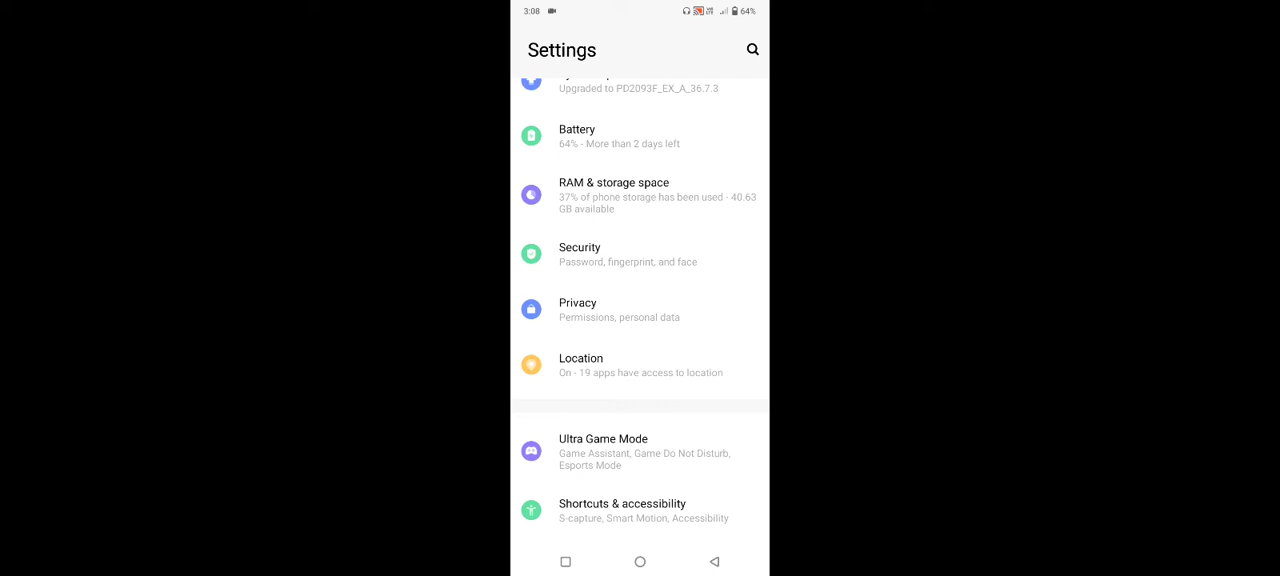 3:08
64%
Settings
Upgraded to PD2093F_EX_A_36.7.3
Battery
64% - More than 2 days left
RAM & storage space
37% of phone storage has been used - 40.63
GB available
Security
Password, fingerprint, and face
Privacy
Permissions, personal data
Location
On - 19 apps have access to location
Ultra Game Mode
Game Assistant, Game Do Not Disturb,
Esports Mode
Shortcuts & accessibility
S-capture, Smart Motion, Accessibility